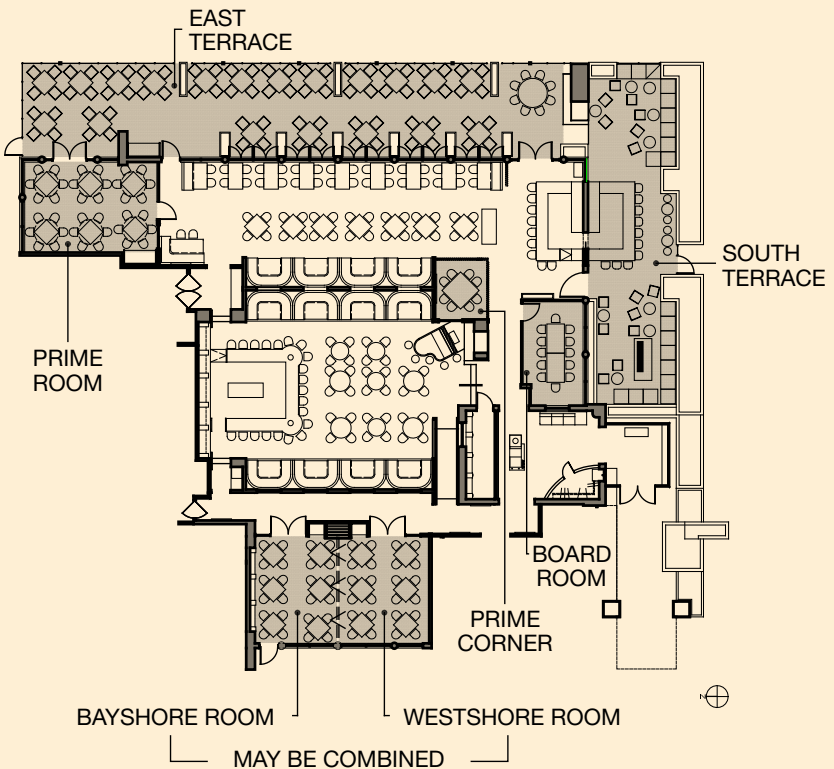 EAST
TERRACE
SOUTH
TERRACE
PRIME
ROOM
BOARD
ROOM
PRIME
CORNER
BAYSHORE ROOM
WESTSHORE ROOM
MAY BE COMBINED